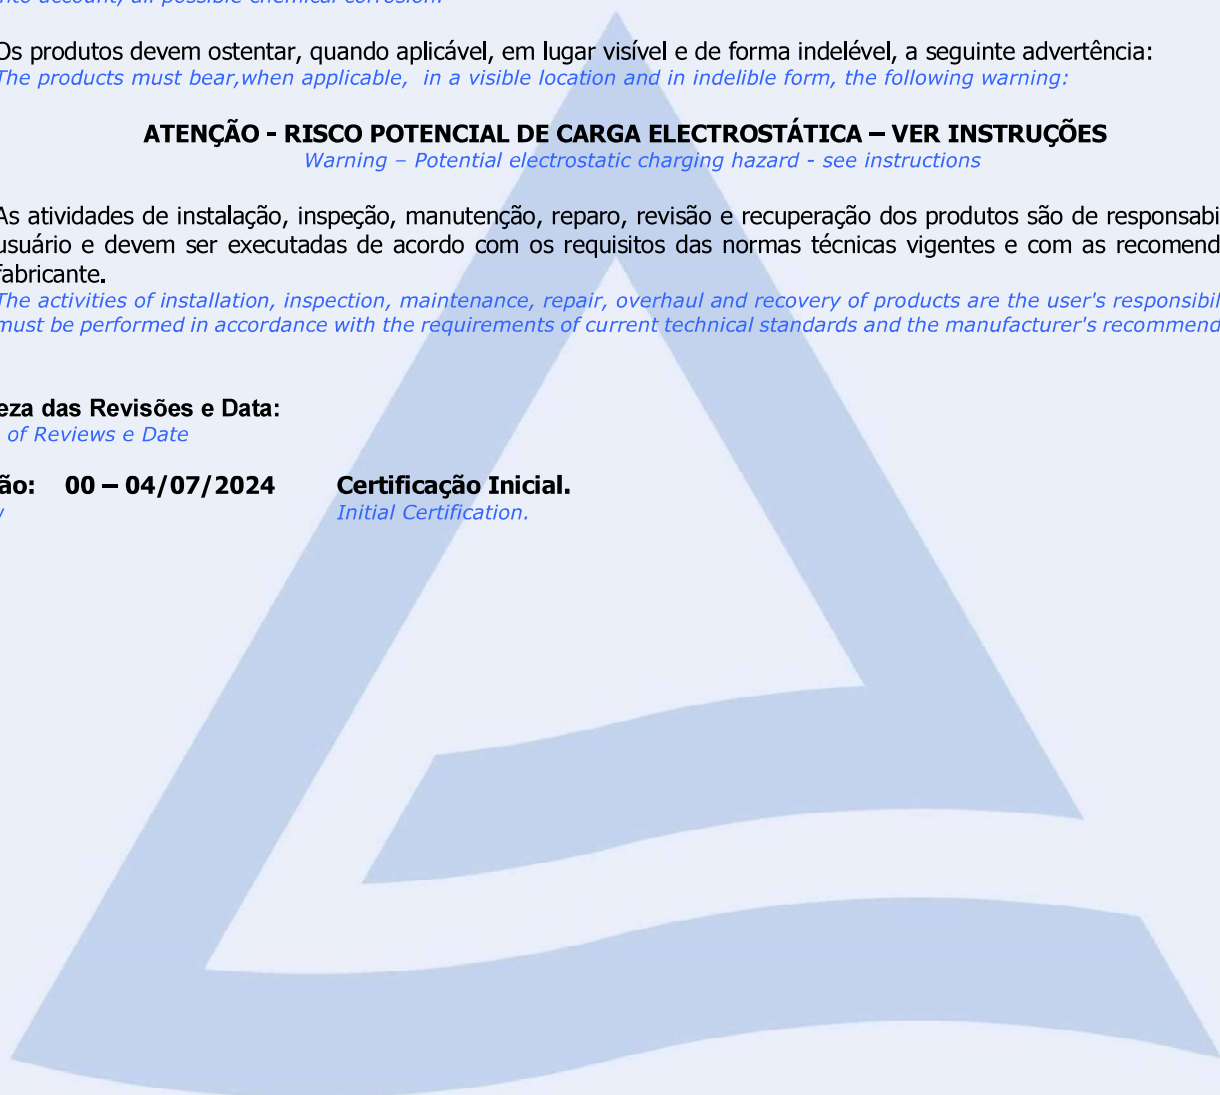 into account, all possible chemical corrosion.
Os produtos devem ostentar, quando aplicável, em lugar visível e de forma indelével, a seguinte advertência:
The products must bear,when applicable, in a visible location and in indelible form, the following warning:
ATENÇÃO - RISCO POTENCIAL DE CARGA ELECTROSTÁTICA – VER INSTRUÇÕES
Warning – Potential electrostatic charging hazard - see instructions
As atividades de instalação, inspeção, manutenção, reparo, revisão e recuperação dos produtos são de responsabi
usuário e devem ser executadas de acordo com os requisitos das normas técnicas vigentes e com as recomend
fabricante.
The activities of installation, inspection, maintenance, repair, overhaul and recovery of products are the user's responsibil
must be performed in accordance with the requirements of current technical standards and the manufacturer's recommend
eza das Revisões e Data:
of Reviews e Date
ão: 00 – 04/07/2024 Certificação Inicial.
Initial Certification.